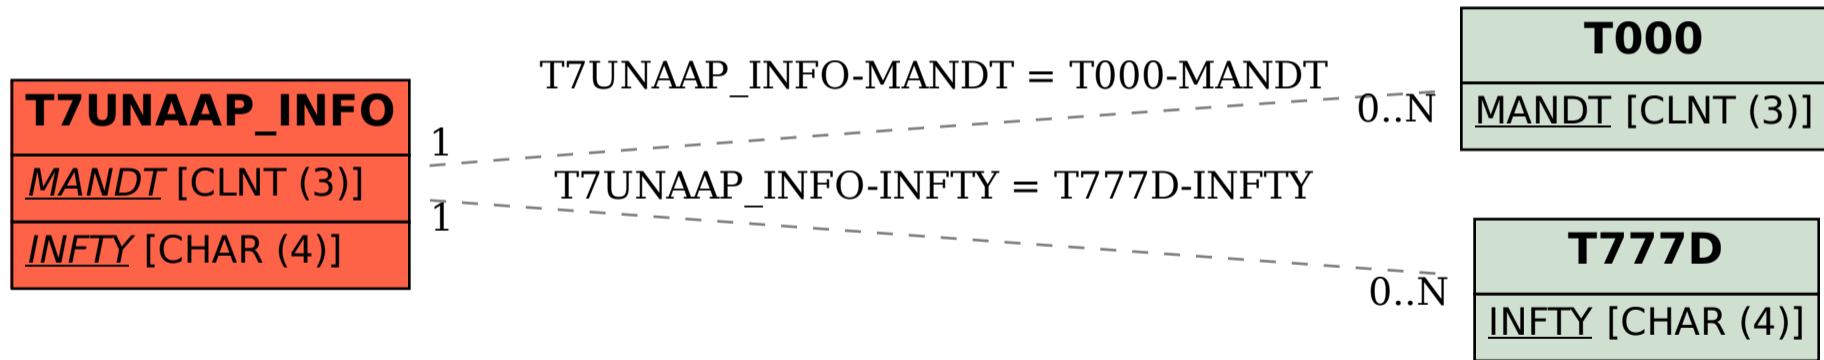 T7UNAAP_INFO
MANDT [CLNT (3)]
INFTY [CHAR (4)]
T7UNAAP_INFO-MANDT = T000-MANDT
1
0..N
T7UNAAP_INFO-INFTY = T777D-INFTY
1
0..N
T000
MANDT [CLNT (3)]
T777D
INFTY [CHAR (4)]